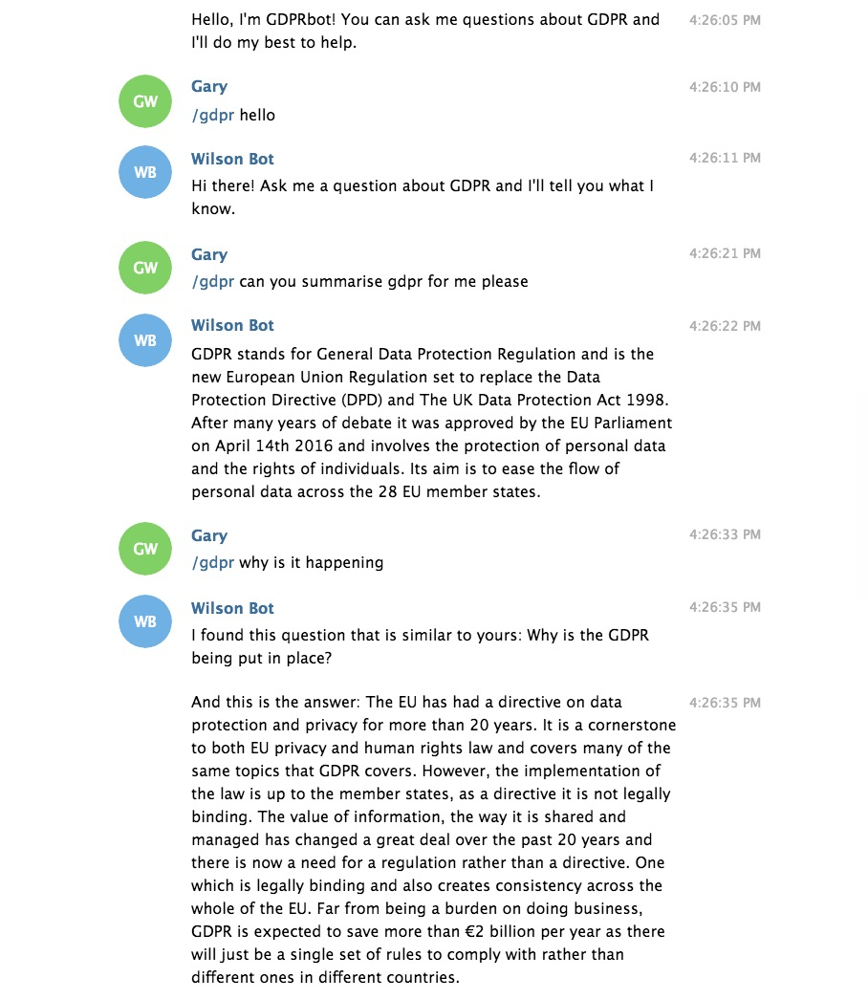 Hello, I'm GDPRbot! You can ask me questions about GDPR and
I'll do my best to help.
4:26:05 PM
GW
Gary
4:26:10 PM
/gdpr hello
WB
Wilson Bot
4:26:11 PM
Hi there! Ask me a question about GDPR and I'll tell you what I
know.
GW
Gary
4:26:21 PM
/gdpr can you summarise gdpr for me please
WB
Wilson Bot
4:26:22 PM
GDPR stands for General Data Protection Regulation and is the
new European Union Regulation set to replace the Data
Protection Directive (DPD) and The UK Data Protection Act 1998.
After many years of debate it was approved by the EU Parliament
on April 14th 2016 and involves the protection of personal data
and the rights of individuals. Its aim is to ease the flow of
personal data across the 28 EU member states.
GW
Gary
4:26:33 PM
/gdpr why is it happening
WB
Wilson Bot
4:26:35 PM
I found this question that is similar to yours: Why is the GDPR
being put in place?
And this is the answer: The EU has had a directive on data
4:26:35 PM
protection and privacy for more than 20 years. It is a cornerstone
to both EU privacy and human rights law and covers many of the
same topics that GDPR covers. However, the implementation of
the law is up to the member states, as a directive it is not legally
binding. The value of information, the way it is shared and
managed has changed a great deal over the past 20 years and
there is now a need for a regulation rather than a directive. One
which is legally binding and also creates consistency across the
whole of the EU. Far from being a burden on doing business,
GDPR is expected to save more than €2 billion per year as there
will just be a single set of rules to comply with rather than
different ones in different countries.